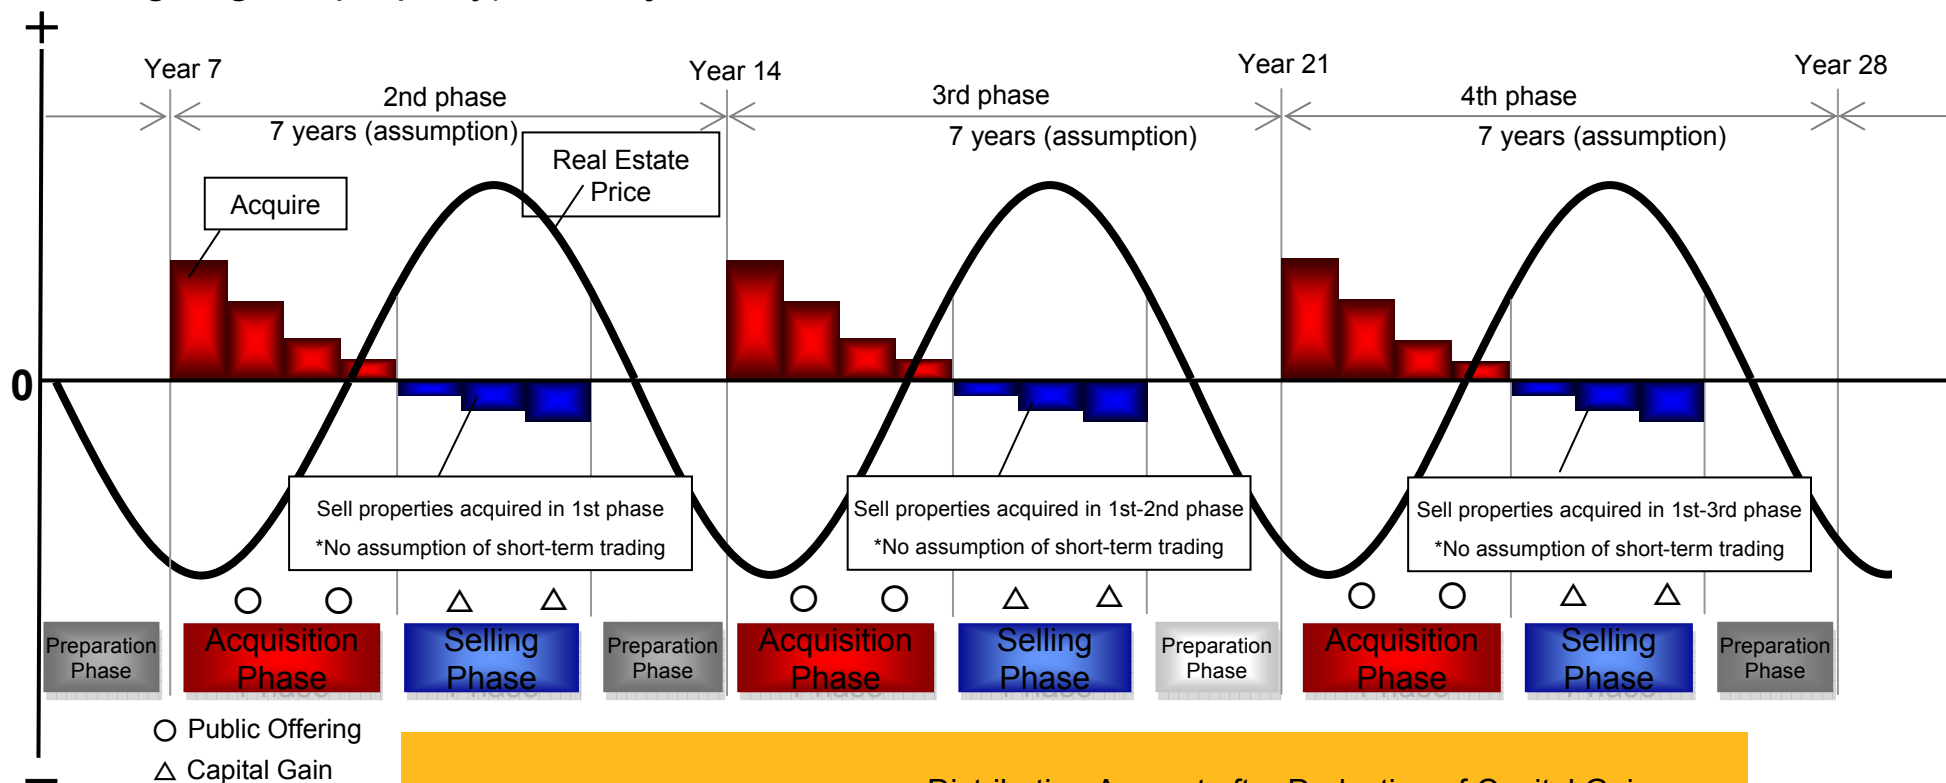 +
Year 7
Year 14
Year 21
Year 28
2nd phase
3rd phase
4th phase
7 years (assumption)
7 years (assumption)
7 years (assumption)
Real Estate
Price
Acquire
0
Sell properties acquired in 1st phase
*No assumption of short-term trading
Sell properties acquired in 1st-2nd phase
*No assumption of short-term trading
Sell properties acquired in 1st-3rd phase
*No assumption of short-term trading
Preparation
Phase
Acquisition
Phase
Selling
Phase
Preparation
Phase
Acquisition
Phase
Selling
Phase
Preparation
Phase
Acquisition
Phase
Selling
Phase
Preparation
Phase
○ Public Offering
△ Capital Gain